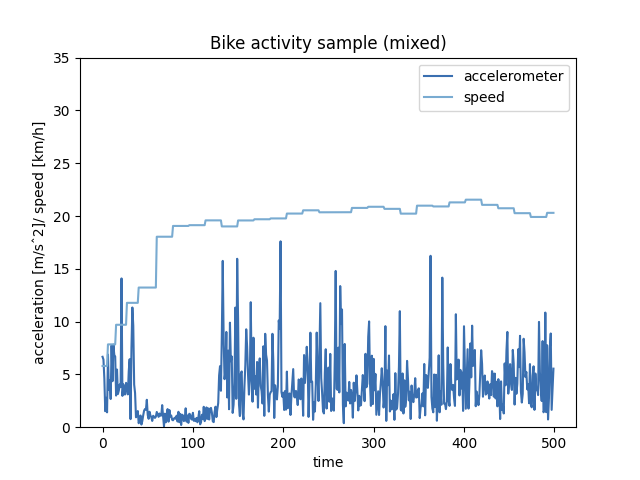 Bike activity sample (mixed)
35
30
25
20
15
10
5
0
acceleration [m/s^2]/ speed [km/h]
accelerometer
speed
0
100
200
300
400
500
time